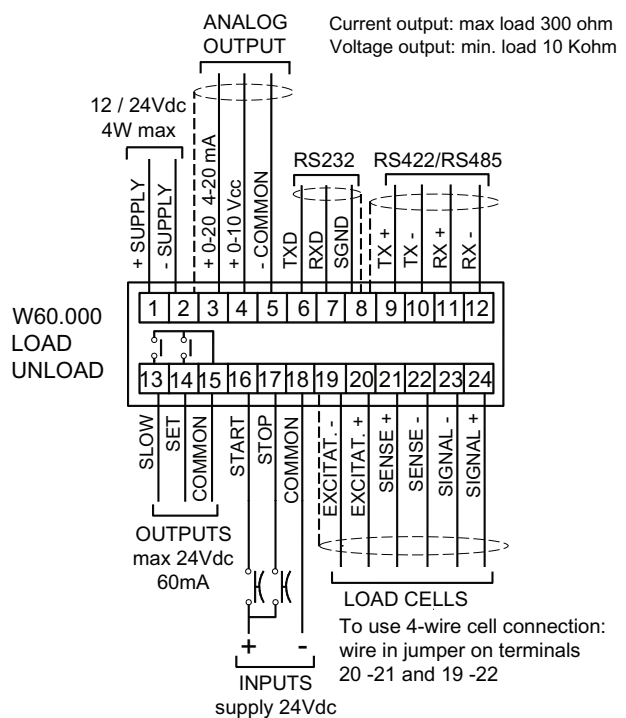 ANALOG
OUTPUT
Current output: max load 300 ohm
Voltage output: min. load 10 Kohm
12 / 24Vdc
4W max
RS232
RS422/RS485
+ SUPPLY
- SUPPLY
+ 0-20 4-20 mA
+ 0-10 Vcc
- COMMON
TXD
RXD
SGND
TX +
TX -
RX +
RX -
1 2 3 4 5 6 7 8 9 10 11 12
W60.000
LOAD
UNLOAD
13 14 15 16 17 18 19 20 21 22 23 24
SLOW
SET
COMMON
START
STOP
COMMON
EXCITAT. -
EXCITAT. +
SENSE +
SENSE -
SIGNAL -
SIGNAL +
OUTPUTS
max 24Vdc
60mA
LOAD CELLS
To use 4-wire cell connection:
wire in jumper on terminals
20 -21 and 19 -22
+ -
INPUTS
supply 24Vdc